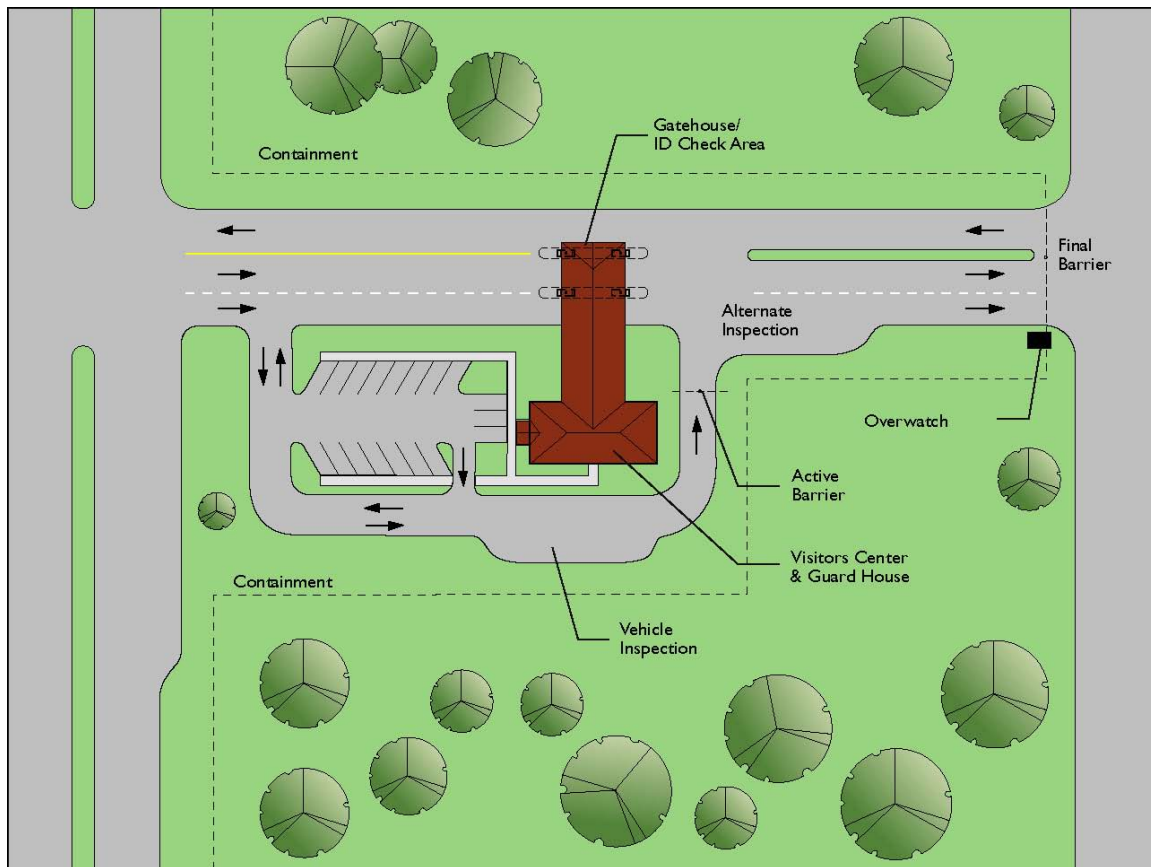 Gatehouse/
ID Check Area
Containment
Final
Barrier
Alternate
Inspection
Overwatch
Active
Barrier
Visitors Center
& Guard House
Containment
Vehicle
Inspection